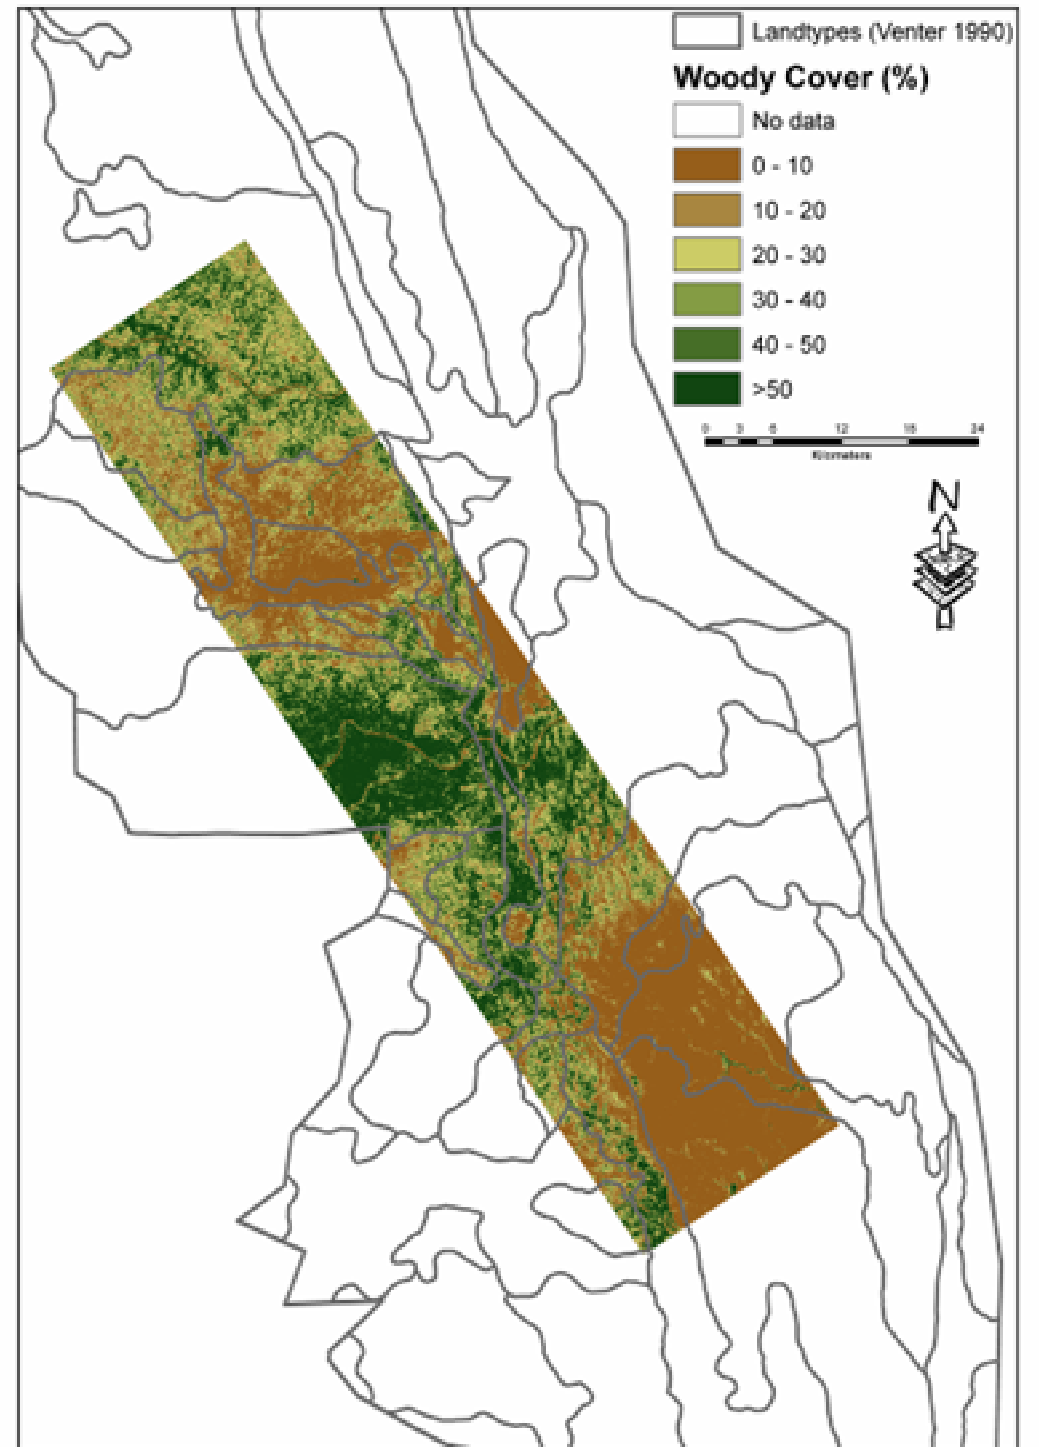 Landtypes (Venter 1990)
Woody Cover (%)
No data
0 - 10
10 - 20
20 - 30
30 - 40
40 - 50
>50
0 3 6 12 18 24
Kilometers
N